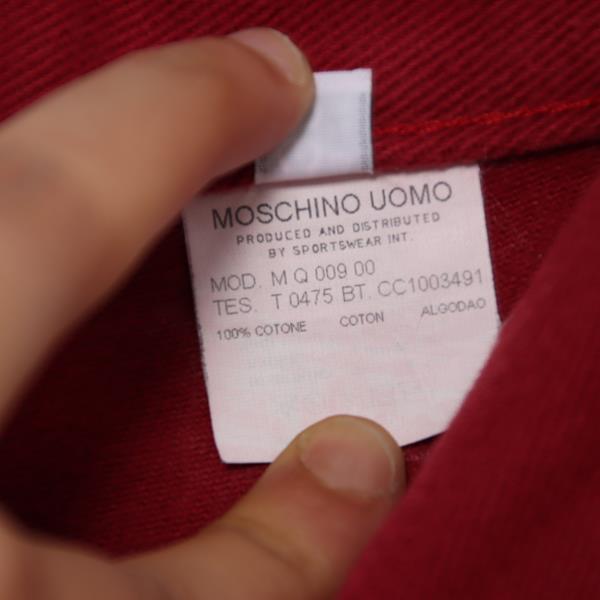 MOSCHINO UOMO
PRODUCED AND DISTRIBUTED
BY SPORTSWEAR INT.
MOD. M Q 009 00
TES. T 0475 BT. CC1003491
100% COTONE COTON ALGODAO